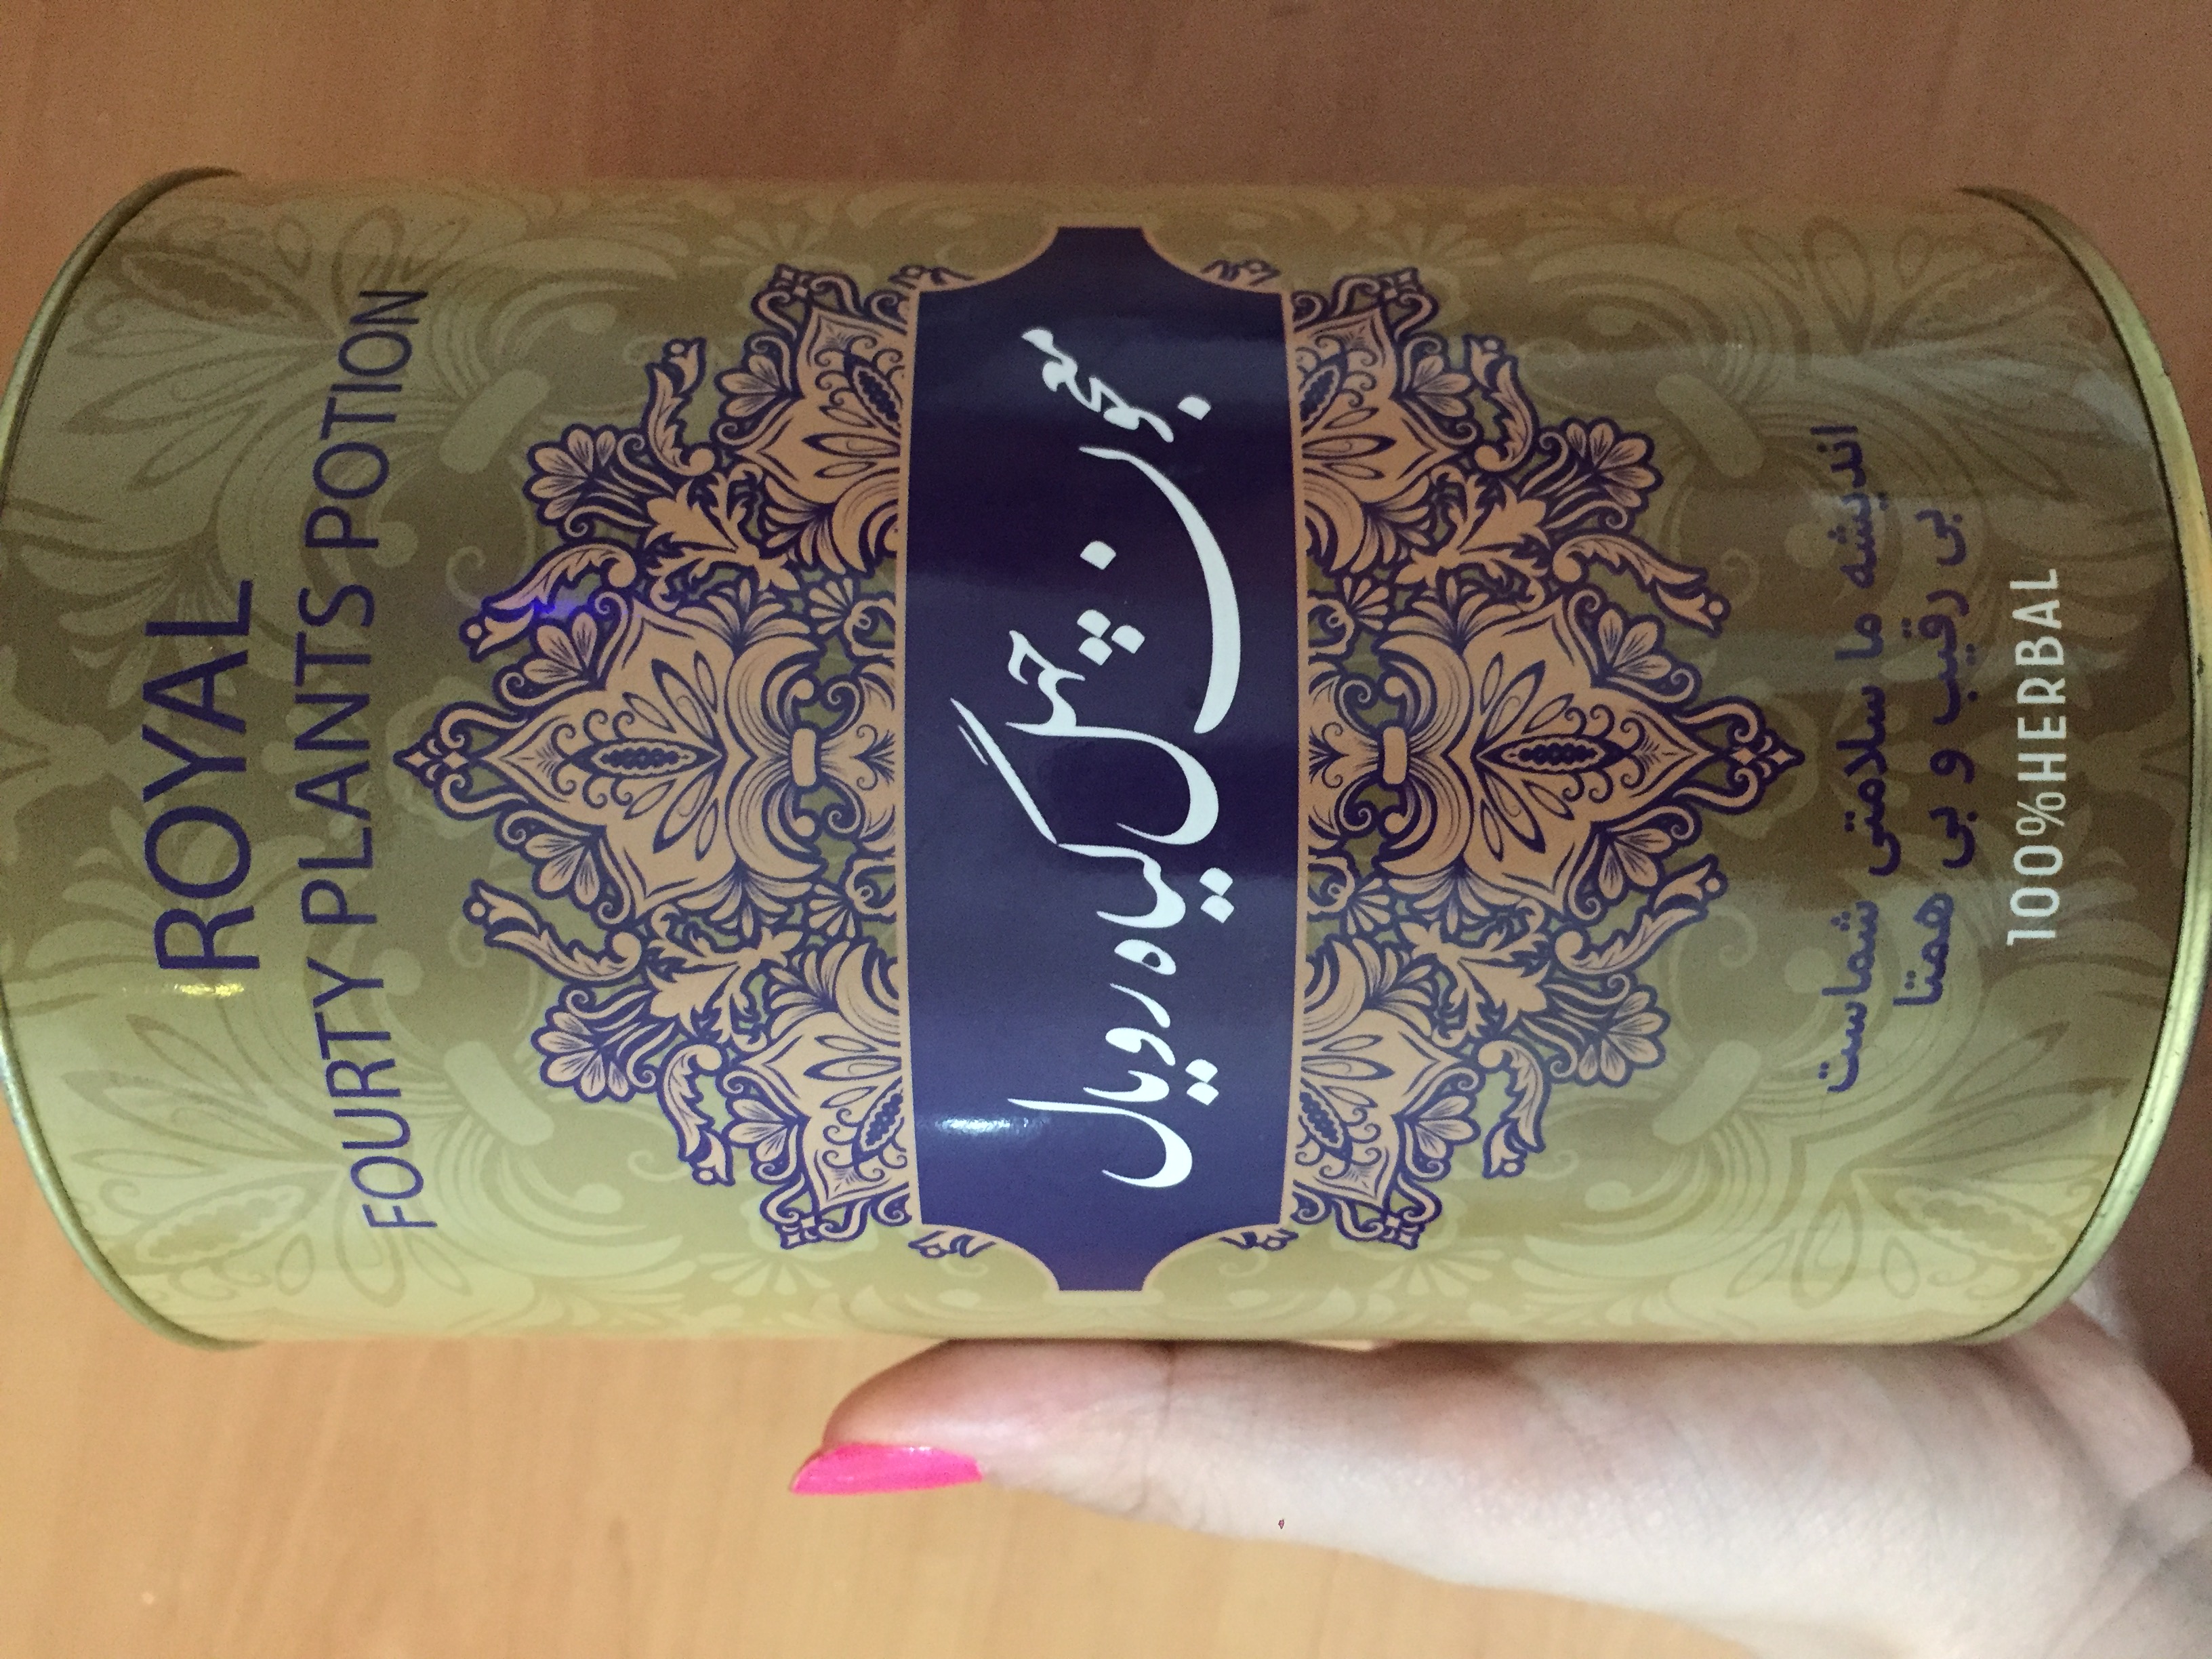 ROYAL
FOURTY PLANTS POTION
معجون چهل گیاه رویال
اندیشه ما سلامتی شماست
بی رقیب و بی همتا
100%HERBAL